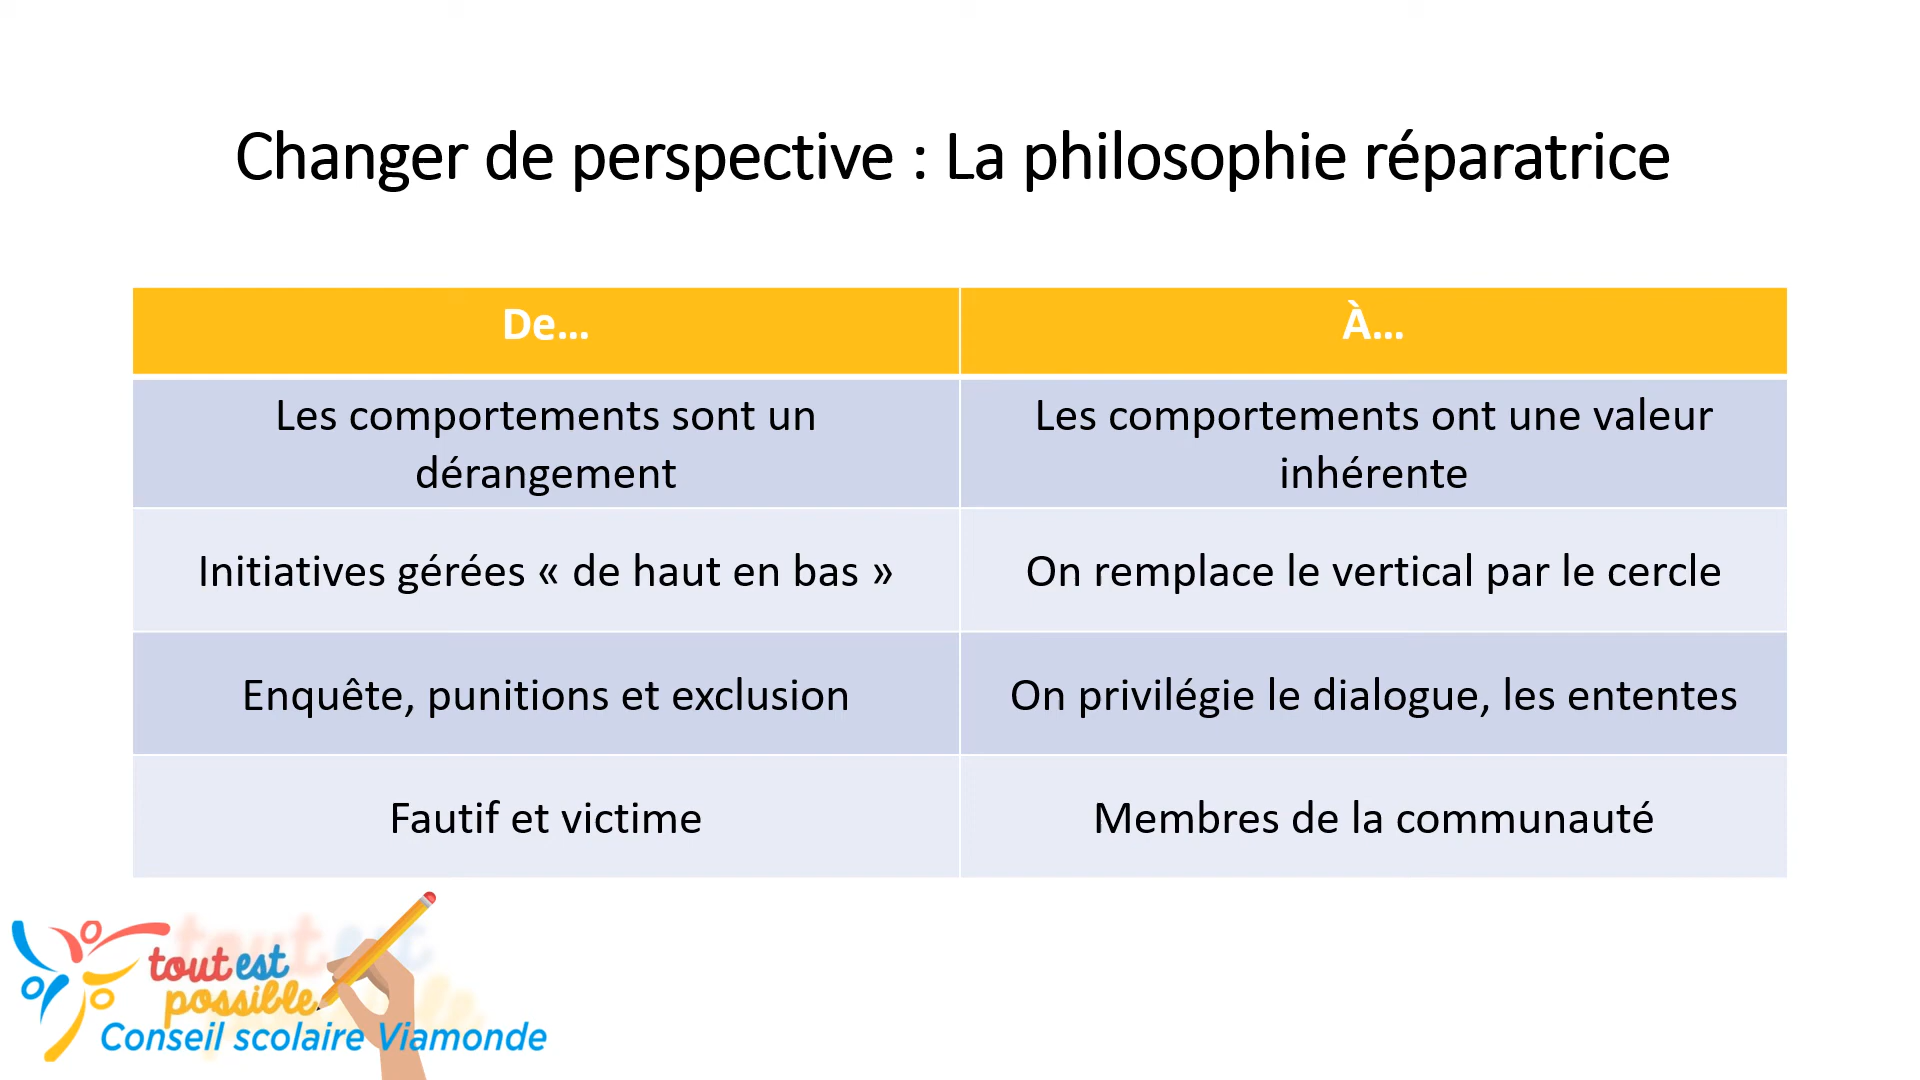 Changer de perspective : La philosophie réparatrice
De...
À...
Les comportements sont un
dérangement
Les comportements ont une valeur
inhérente
Initiatives gérées « de haut en bas »
On remplace le vertical par le cercle
Enquête, punitions et exclusion
On privilégie le dialogue, les ententes
Fautif et victime
Membres de la communauté
tout est
possible
Conseil scolaire Viamonde